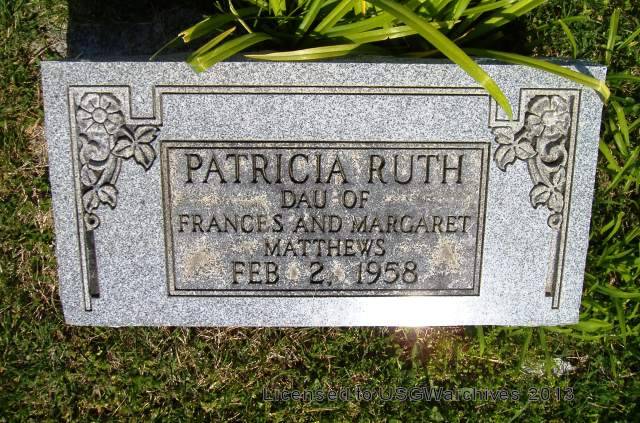 PATRICIA RUTH
DAU OF
FRANCES AND MARGARET
MATTHEWS
FEB 2, 1958
Licensed to USGWarchives 2013